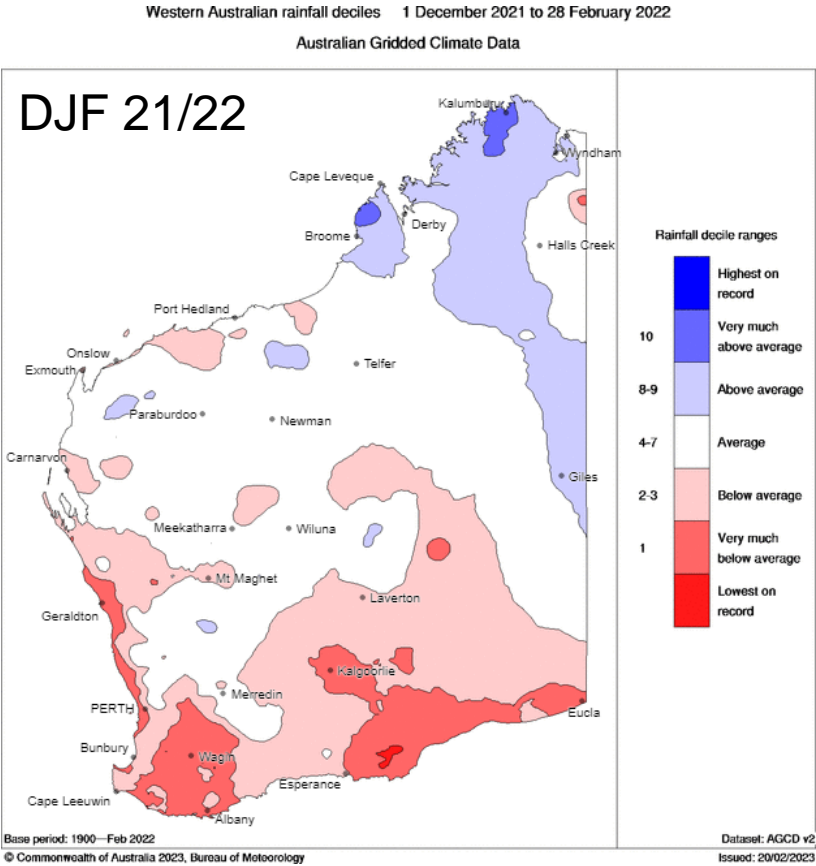 Western Australian rainfall deciles 1 December 2021 to 28 February 2022
Australian Gridded Climate Data
DJF 21/22
Kalumburu
Wyndham
Cape Leveque
Derby
Broome
Halls Creek
Port Hedland
Onslow
Exmouth
Telfer
Paraburdoo
Newman
Carnarvon
Giles
Meekatharra
Wiluna
Mt Maghet
Laverton
Geraldton
Kalgoorlie
Merredin
PERTH
Eucla
Bunbury
Wagin
Esperance
Cape Leeuwin
Albany
Rainfall decile ranges
Highest on
record
10
Very much
above average
8-9
Above average
4-7
Average
2-3
Below average
1
Very much
below average
Lowest on
record
Base period: 1900—Feb 2022
Dataset: AGCD v2
© Commonwealth of Australia 2023, Bureau of Meteorology
Issued: 20/02/2023